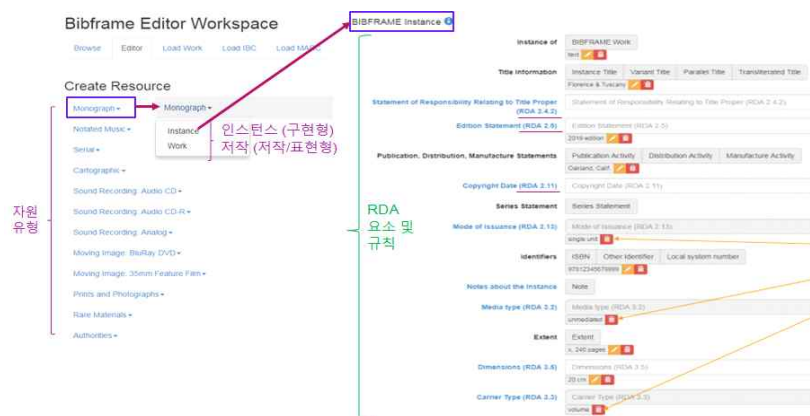 Bibframe Editor Workspace
Browse Editor Load Work Load IBC Load MARC
Create Resource
Monograph
Notated Music
Serial
Cartographic
Sound Recording: Audio CD
Sound Recording: Audio CD-R
Sound Recording: Analog
Moving Image: BluRay DVD
Moving Image: 35mm Feature Film
Prints and Photographs
Rare Materials
Authorities
자원
유형
Monograph
Instance
Work
인스턴스 (구현형)
저작 (저작/표현형)
RDA
요소 및
규칙
BIBFRAME Instance
Instance of
BIBFRAME Work
text
Title Information
Instance Title Variant Title Parallel Title Transliterated Title
Florence & Tuscany
Statement of Responsibility Relating to Title Proper
(RDA 2.4.2)
Statement of Responsibility Relating to Title Proper (RDA 2.4.2)
Edition Statement (RDA 2.5)
Edition Statement (RDA 2.5)
2019 edition
Publication, Distribution, Manufacture Statements
Publication Activity Distribution Activity Manufacture Activity
Oakland, Calif.
Copyright Date (RDA 2.11)
Copyright Date (RDA 2.11)
Series Statement
Series Statement
Mode of Issuance (RDA 2.13)
Mode of Issuance (RDA 2.13)
single unit
Identifiers
ISBN Other Identifier Local system number
Notes about the Instance
Note
Media type (RDA 3.2)
Media type (RDA 3.2)
unmediated
Extent
Extent
Dimensions (RDA 3.5)
Dimensions (RDA 3.5)
20 cm
Carrier Type (RDA 3.3)
Carrier Type (RDA 3.3)
volume